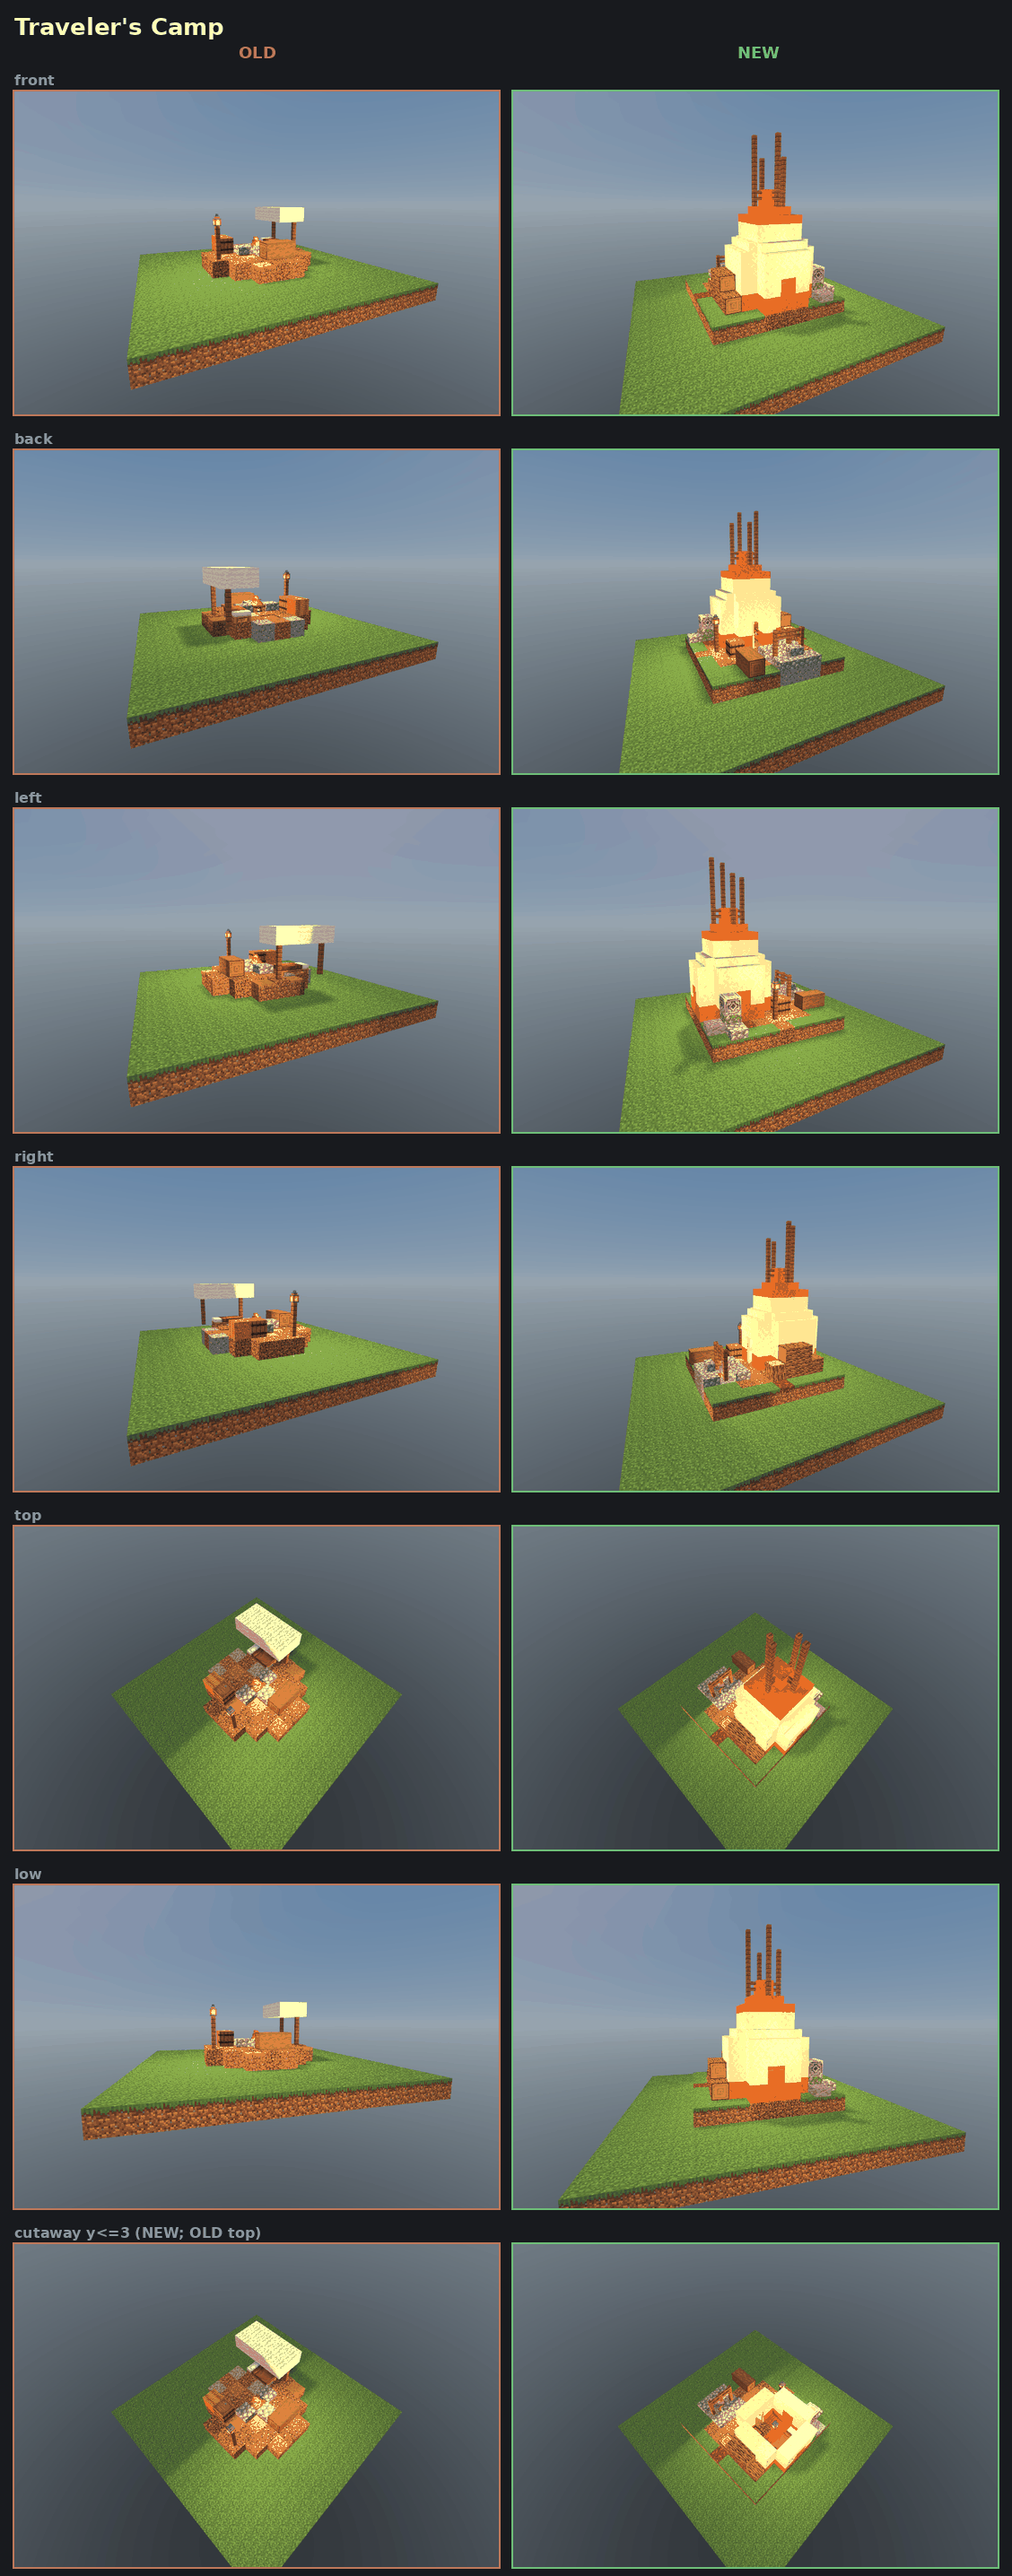 Traveler's Camp
OLD NEW
front
back
left
right
top
low
cutaway y<=3 (NEW; OLD top)